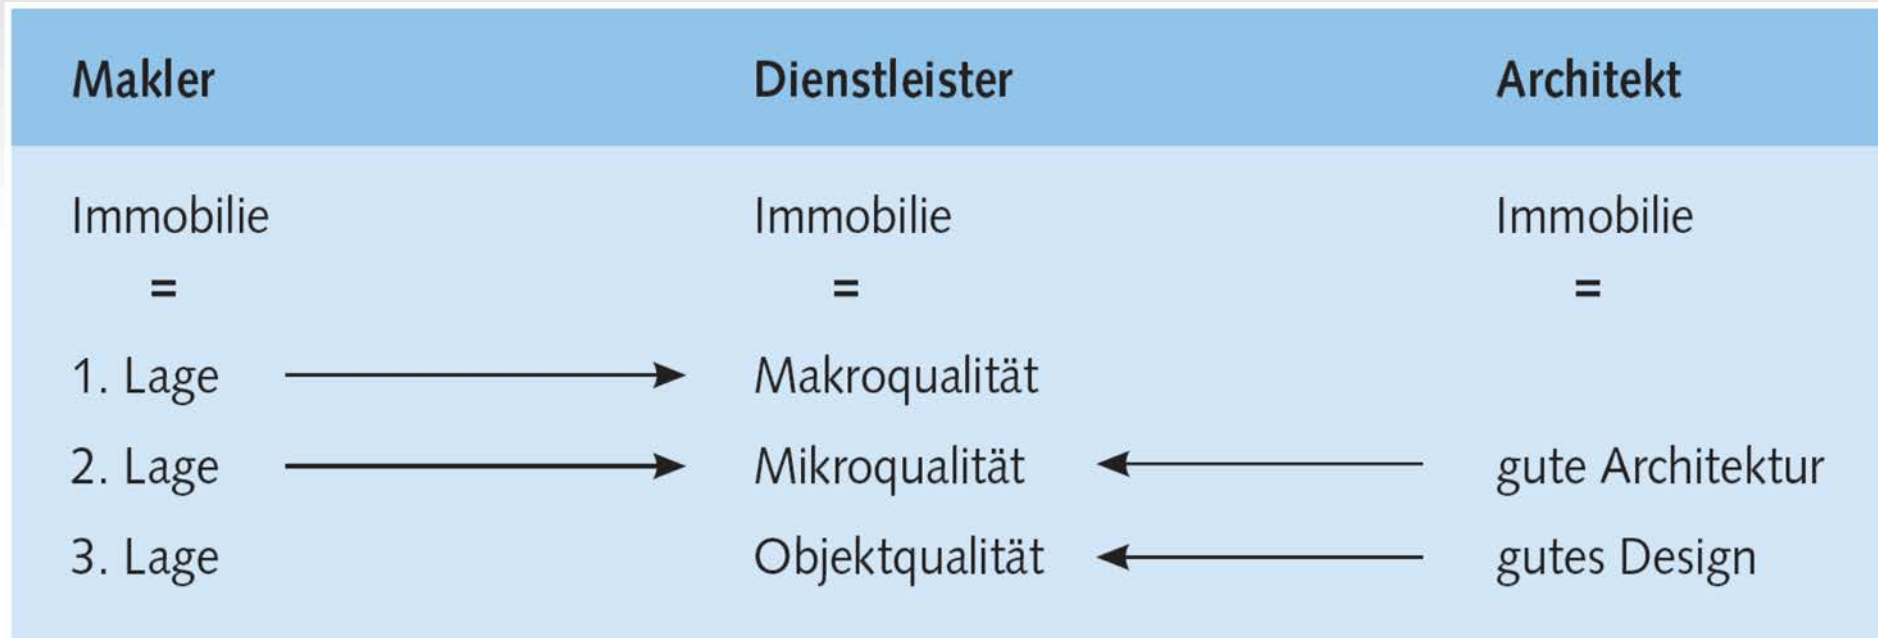 Makler Dienstleister Architekt
Immobilie Immobilie Immobilie
= = =
1. Lage Makroqualität
2. Lage Mikroqualität gute Architektur
3. Lage Objektqualität gutes Design